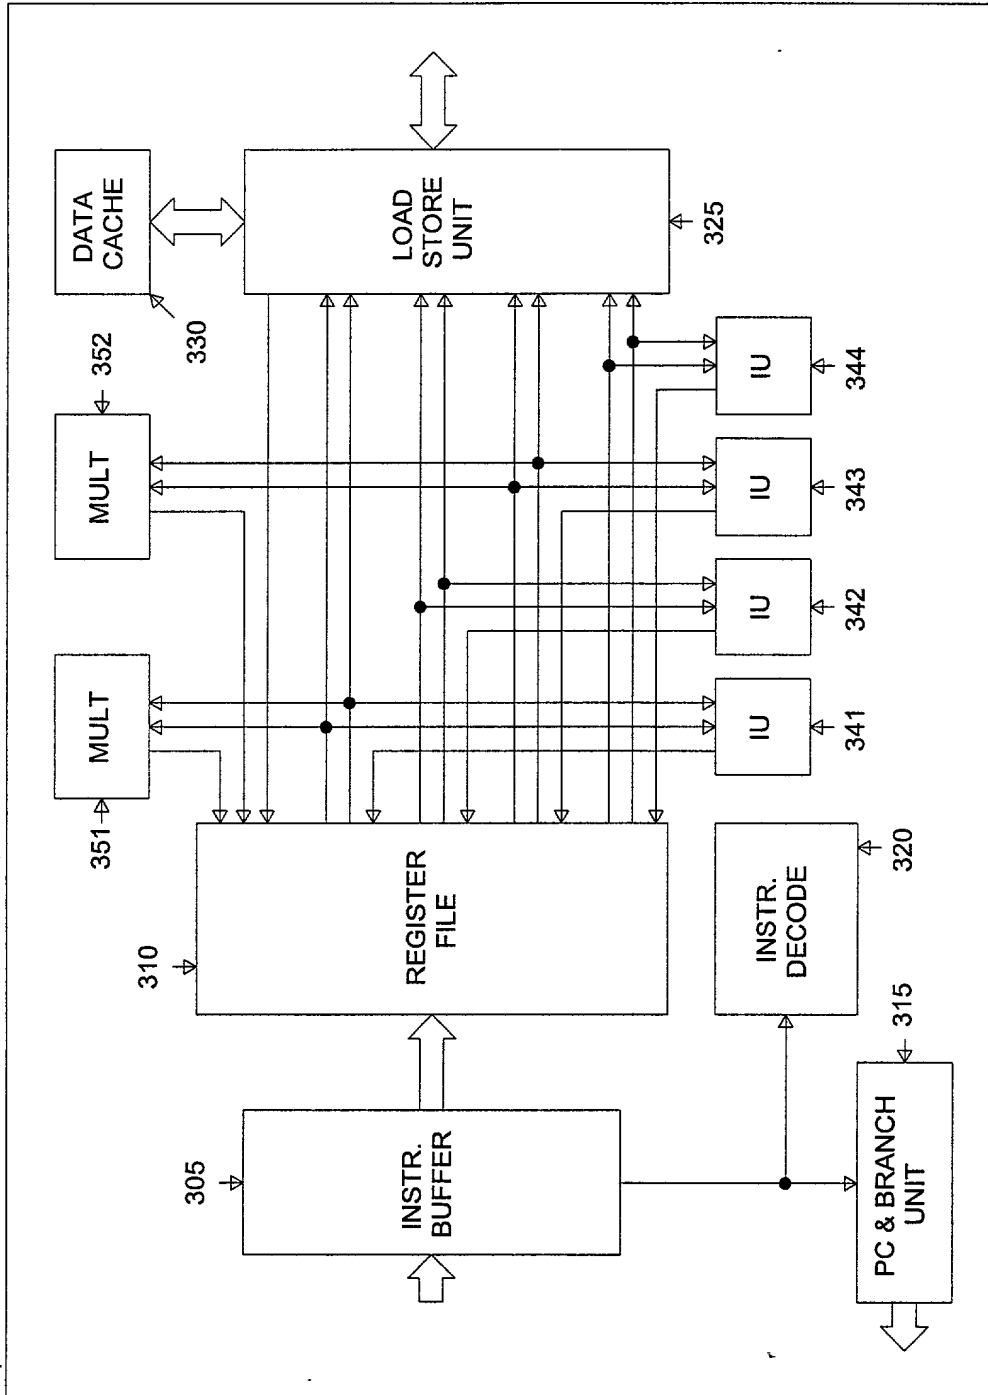 DATA
CACHE
330
352
MULT
MULT
351
LOAD
STORE
UNIT
325
IU
344
IU
343
IU
342
IU
341
310
REGISTER
FILE
INSTR.
DECODE
320
305
INSTR.
BUFFER
315
PC & BRANCH
UNIT